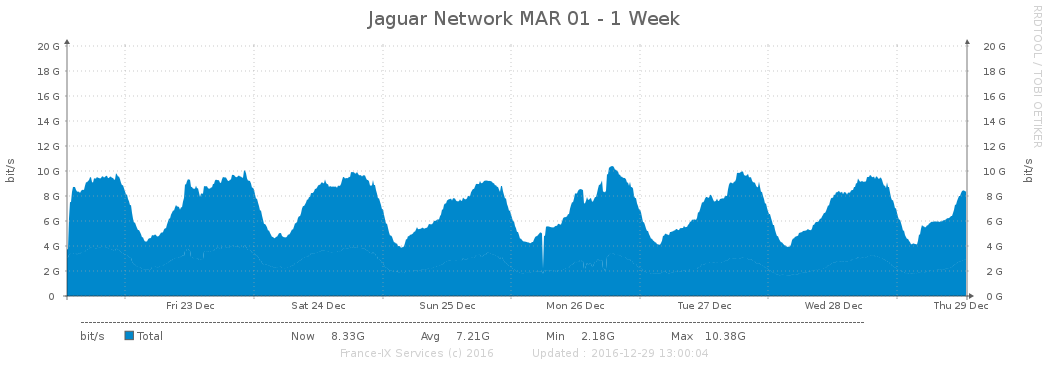 Jaguar Network MAR 01 - 1 Week
RRDTOOL / TOBI OETIKER
20 G 20 G
18 G 18 G
16 G 16 G
14 G 14 G
12 G 12 G
10 G 10 G
8 G 8 G
6 G 6 G
4 G 4 G
2 G 2 G
0 0 G
bit/s bit/s
Fri 23 Dec Sat 24 Dec Sun 25 Dec Mon 26 Dec Tue 27 Dec Wed 28 Dec Thu 29 Dec
bit/s Total Now 8.33G Avg 7.21G Min 2.18G Max 10.38G
France-IX Services (c) 2016 Updated : 2016-12-29 13:00:04